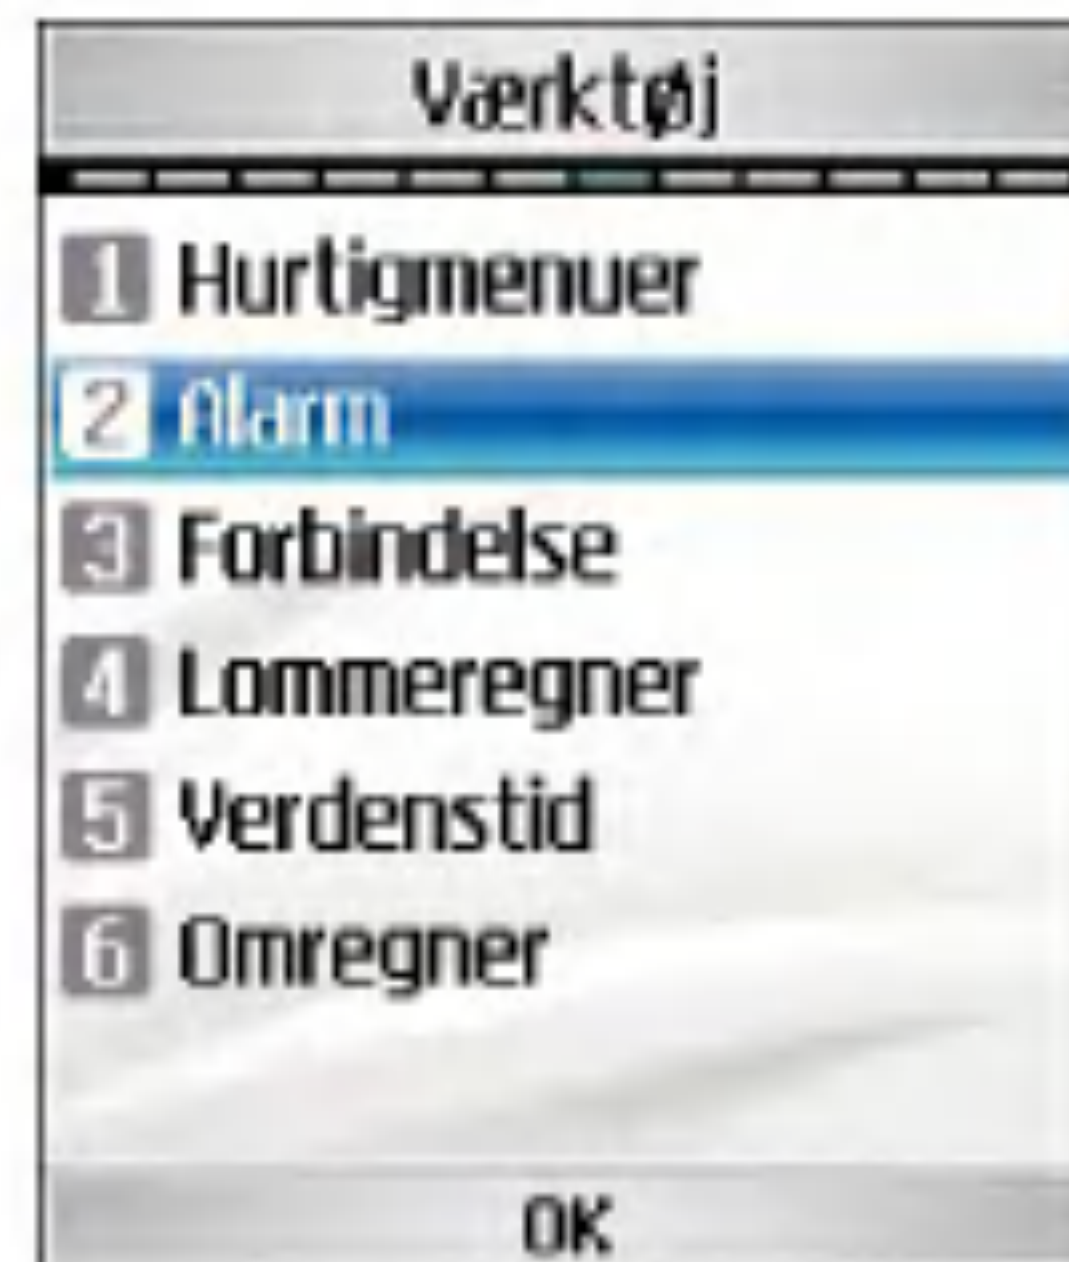 Værktøj
1 Hurtigmenuer
2 Alarm
3 Forbindelse
4 Lommeregner
5 Verdenstid
6 Omregner
OK